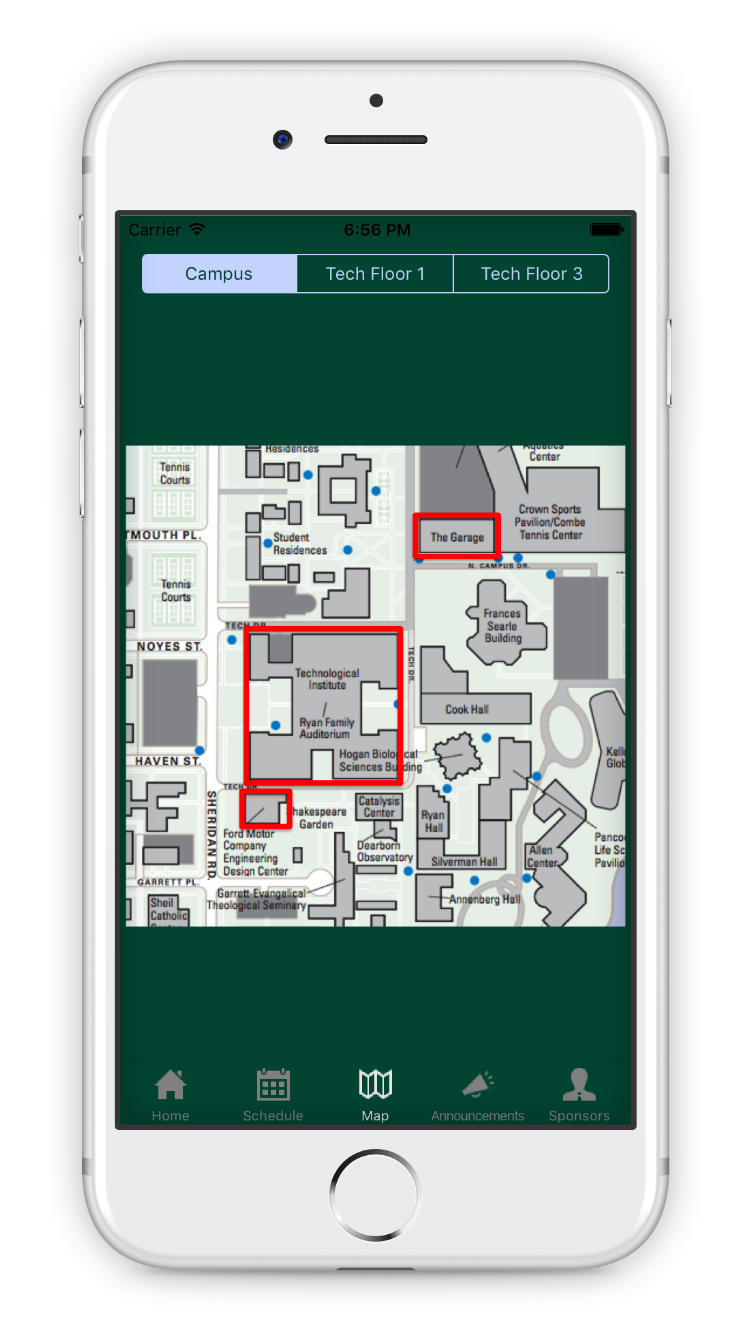 Carrier
6:56 PM
Campus
Tech Floor 1
Tech Floor 3
Residences
Aquatics
Center
Tennis
Courts
Crown Sports
Pavilion/Combe
Tennis Center
TMOUTH PL.
Student
Residences
The Garage
N. CAMPUS DR.
Tennis
Courts
Frances
Searle
Building
TECH DR.
NOYES ST.
TECH DR.
Technological
Institute
Ryan Family
Auditorium
Cook Hall
Hogan Biological
Sciences Building
HAVEN ST.
Kell
Glob
TECH DR.
SHERIDAN RD.
Shakespeare
Garden
Catalysis
Center
Ryan
Hall
Ford Motor
Company
Engineering
Design Center
Dearborn
Observatory
Silverman Hall
Allen
Center
Panco
Life Sc
Pavilio
GARRETT PL.
Garrett-Evangelical
Theological Seminary
Annenberg Hall
Sheil
Catholic
Center
Home
Schedule
Map
Announcements
Sponsors